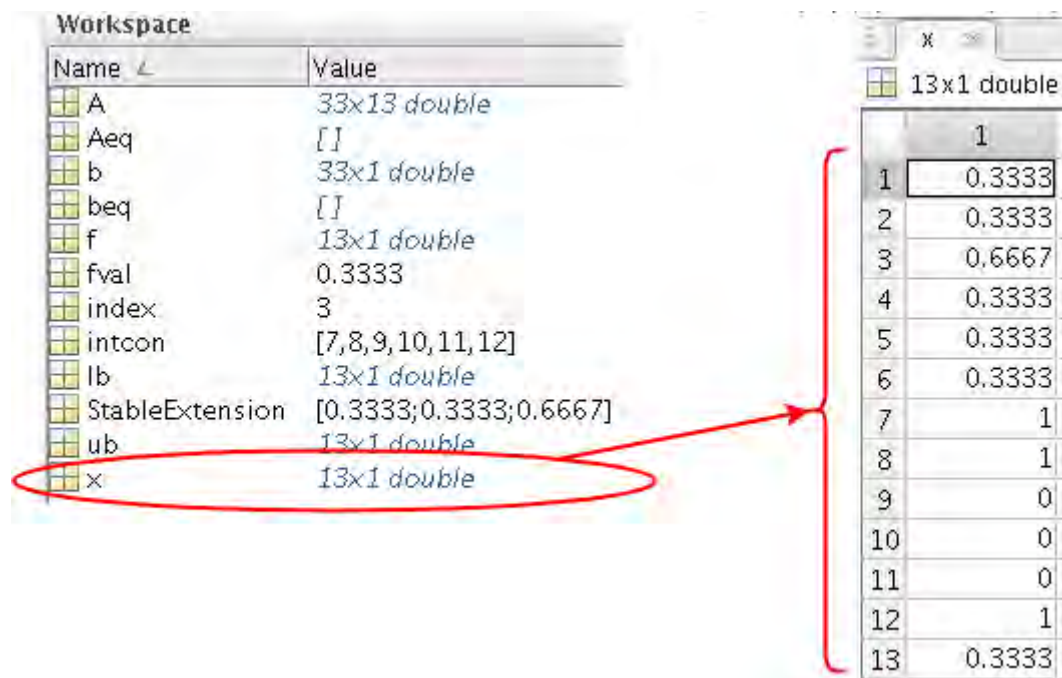 Workspace
Name Value
A 33x13 double
Aeq []
b 33x1 double
beq []
f 13x1 double
fval 0.3333
index 3
intcon [7,8,9,10,11,12]
lb 13x1 double
StableExtension [0.3333;0.3333;0.6667]
ub 13x1 double
x 13x1 double
x
13x1 double
1
1 0.3333
2 0.3333
3 0.6667
4 0.3333
5 0.3333
6 0.3333
7 1
8 1
9 0
10 0
11 0
12 1
13 0.3333